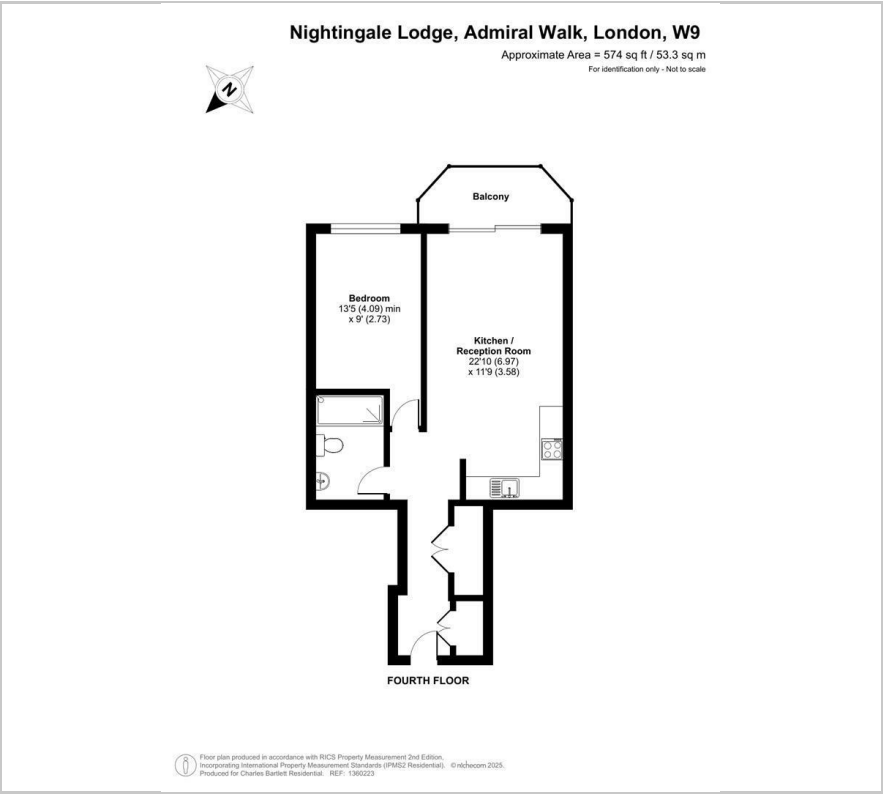 Nightingale Lodge, Admiral Walk, London, W9
Approximate Area = 574 sq ft / 53.3 sq m
For identification only - Not to scale
N
Balcony
Bedroom
13'5 (4.09) min
x 9' (2.73)
Kitchen /
Reception Room
22'10 (6.97)
x 11'9 (3.58)
FOURTH FLOOR
Floor plan produced in accordance with RICS Property Measurement 2nd Edition,
Incorporating International Property Measurement Standards (IPMS2 Residential). © nichecom 2025.
Produced for Charles Bartlett Residential. REF: 1360223